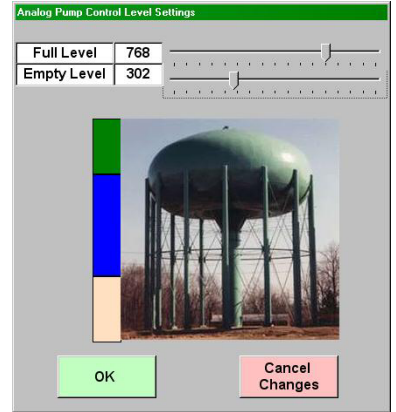 Analog Pump Control Level Settings
Full Level 768
Empty Level 302
OK
Cancel
Changes